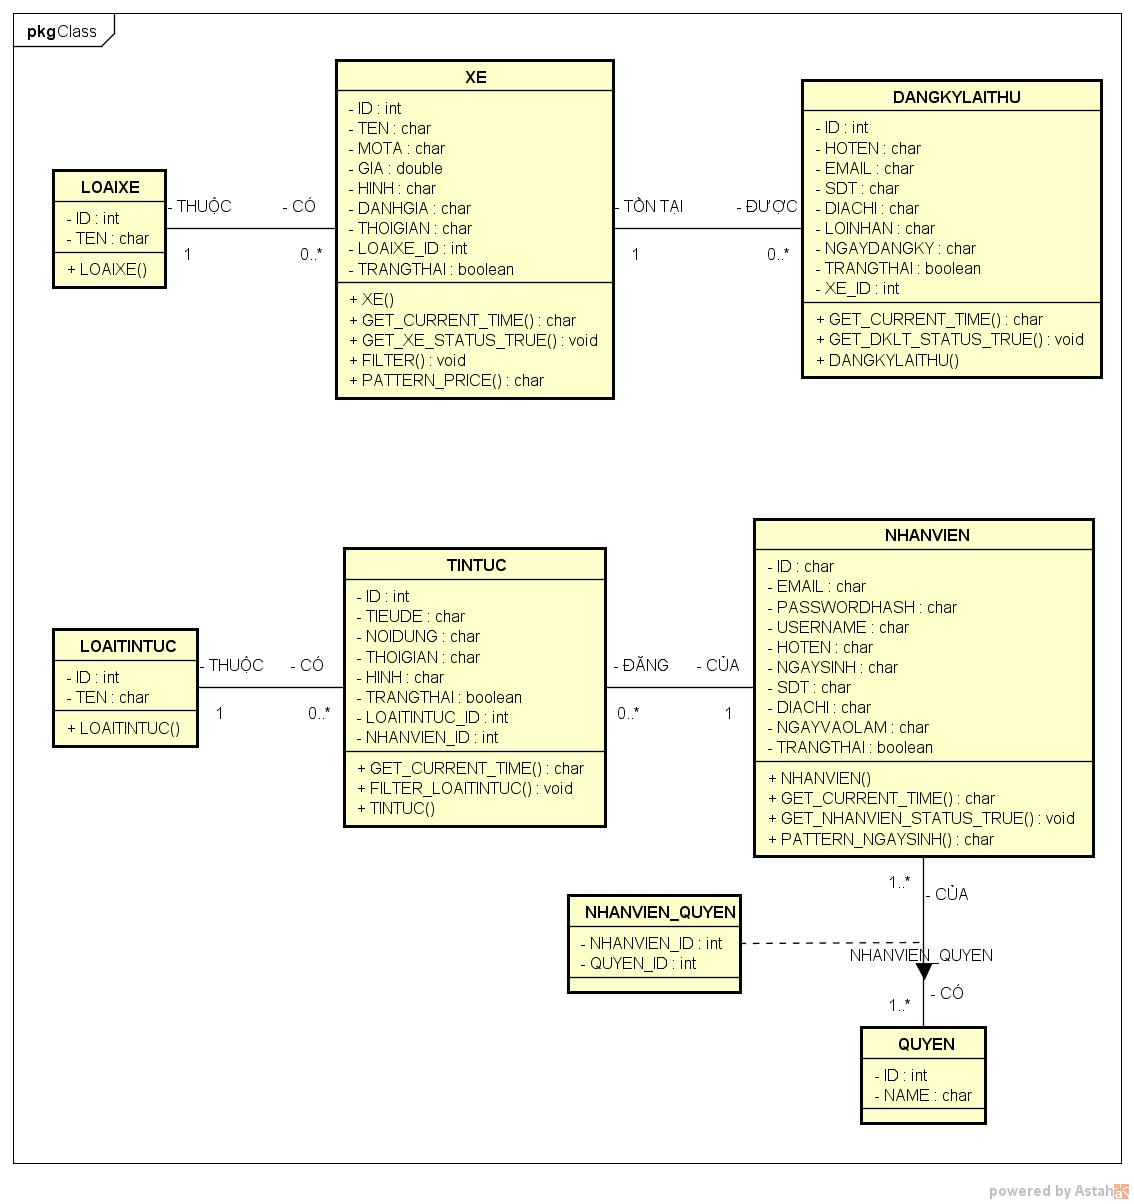 pkg Class
LOAIXE
- ID : int
- TEN : char
+ LOAIXE()
- THUỘC
- CÓ
1
0..*
XE
- ID : int
- TEN : char
- MOTA : char
- GIA : double
- HINH : char
- DANHGIA : char
- THOIGIAN : char
- LOAIXE_ID : int
- TRANGTHAI : boolean
+ XE()
+ GET_CURRENT_TIME() : char
+ GET_XE_STATUS_TRUE() : void
+ FILTER() : void
+ PATTERN_PRICE() : char
- TỒN TẠI
- ĐƯỢC
1
0..*
DANGKYLAITHU
- ID : int
- HOTEN : char
- EMAIL : char
- SDT : char
- DIACHI : char
- LOINHAN : char
- NGAYDANGKY : char
- TRANGTHAI : boolean
- XE_ID : int
+ GET_CURRENT_TIME() : char
+ GET_DKLT_STATUS_TRUE() : void
+ DANGKYLAITHU()
LOAITINTUC
- ID : int
- TEN : char
+ LOAITINTUC()
- THUỘC
- CÓ
1
0..*
TINTUC
- ID : int
- TIEUDE : char
- NOIDUNG : char
- THOIGIAN : char
- HINH : char
- TRANGTHAI : boolean
- LOAITINTUC_ID : int
- NHANVIEN_ID : int
+ GET_CURRENT_TIME() : char
+ FILTER_LOAITINTUC() : void
+ TINTUC()
- ĐĂNG
- CỦA
0..*
1
NHANVIEN
- ID : char
- EMAIL : char
- PASSWORDHASH : char
- USERNAME : char
- HOTEN : char
- NGAYSINH : char
- SDT : char
- DIACHI : char
- NGAYVAOLAM : char
- TRANGTHAI : boolean
+ NHANVIEN()
+ GET_CURRENT_TIME() : char
+ GET_NHANVIEN_STATUS_TRUE() : void
+ PATTERN_NGAYSINH() : char
1..*
- CỦA
NHANVIEN_QUYEN
- NHANVIEN_ID : int
- QUYEN_ID : int
NHANVIEN_QUYEN
- CÓ
1..*
QUYEN
- ID : int
- NAME : char
powered by Astah